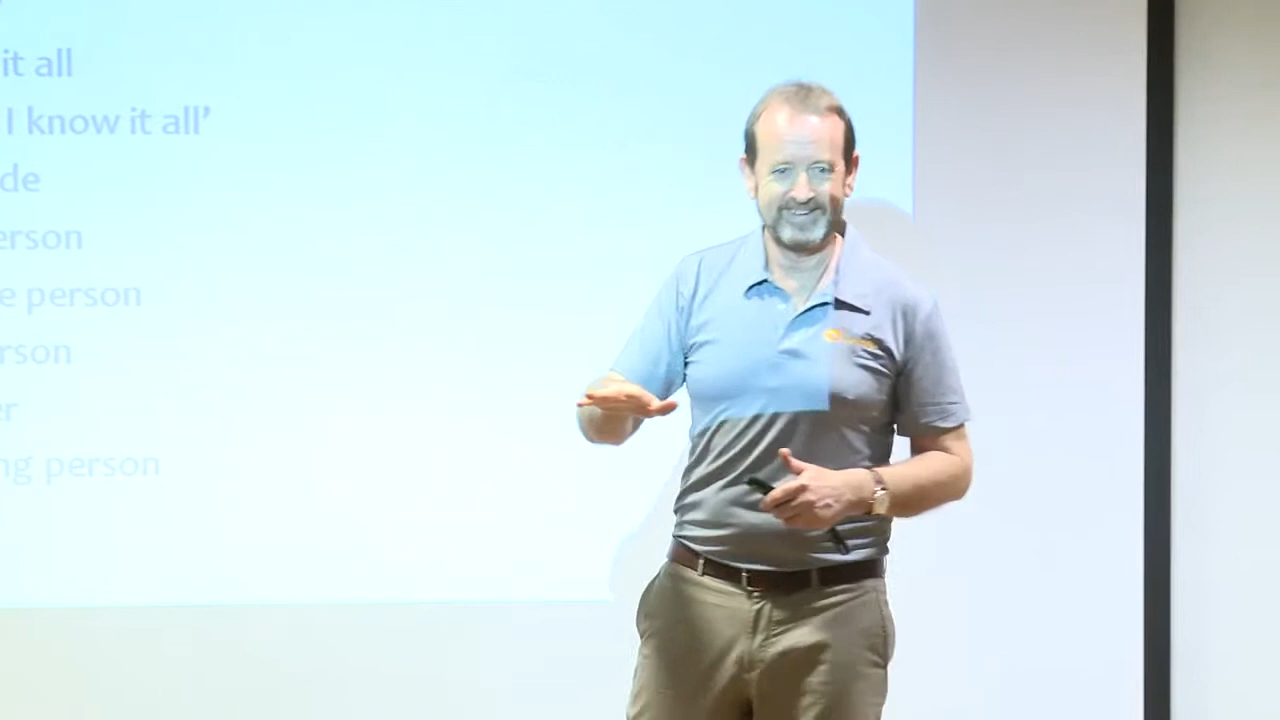 it all
I know it all’
de
erson
e person
rson
er
ng person